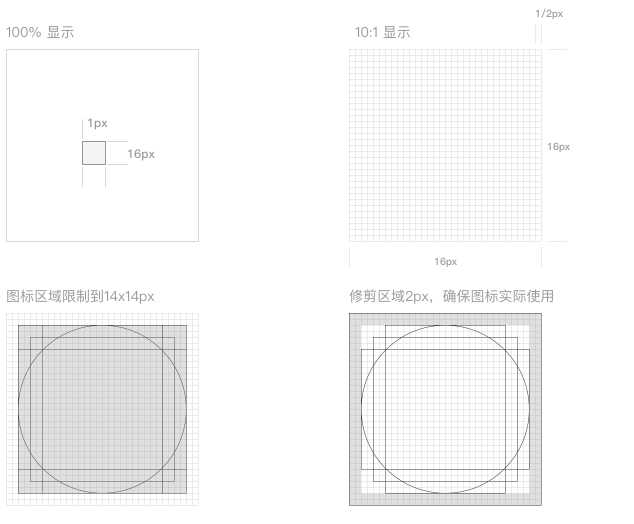 1/2px
100% 显示
10:1 显示
1px
16px
16px
16px
图标区域限制到14x14px
修剪区域2px，确保图标实际使用